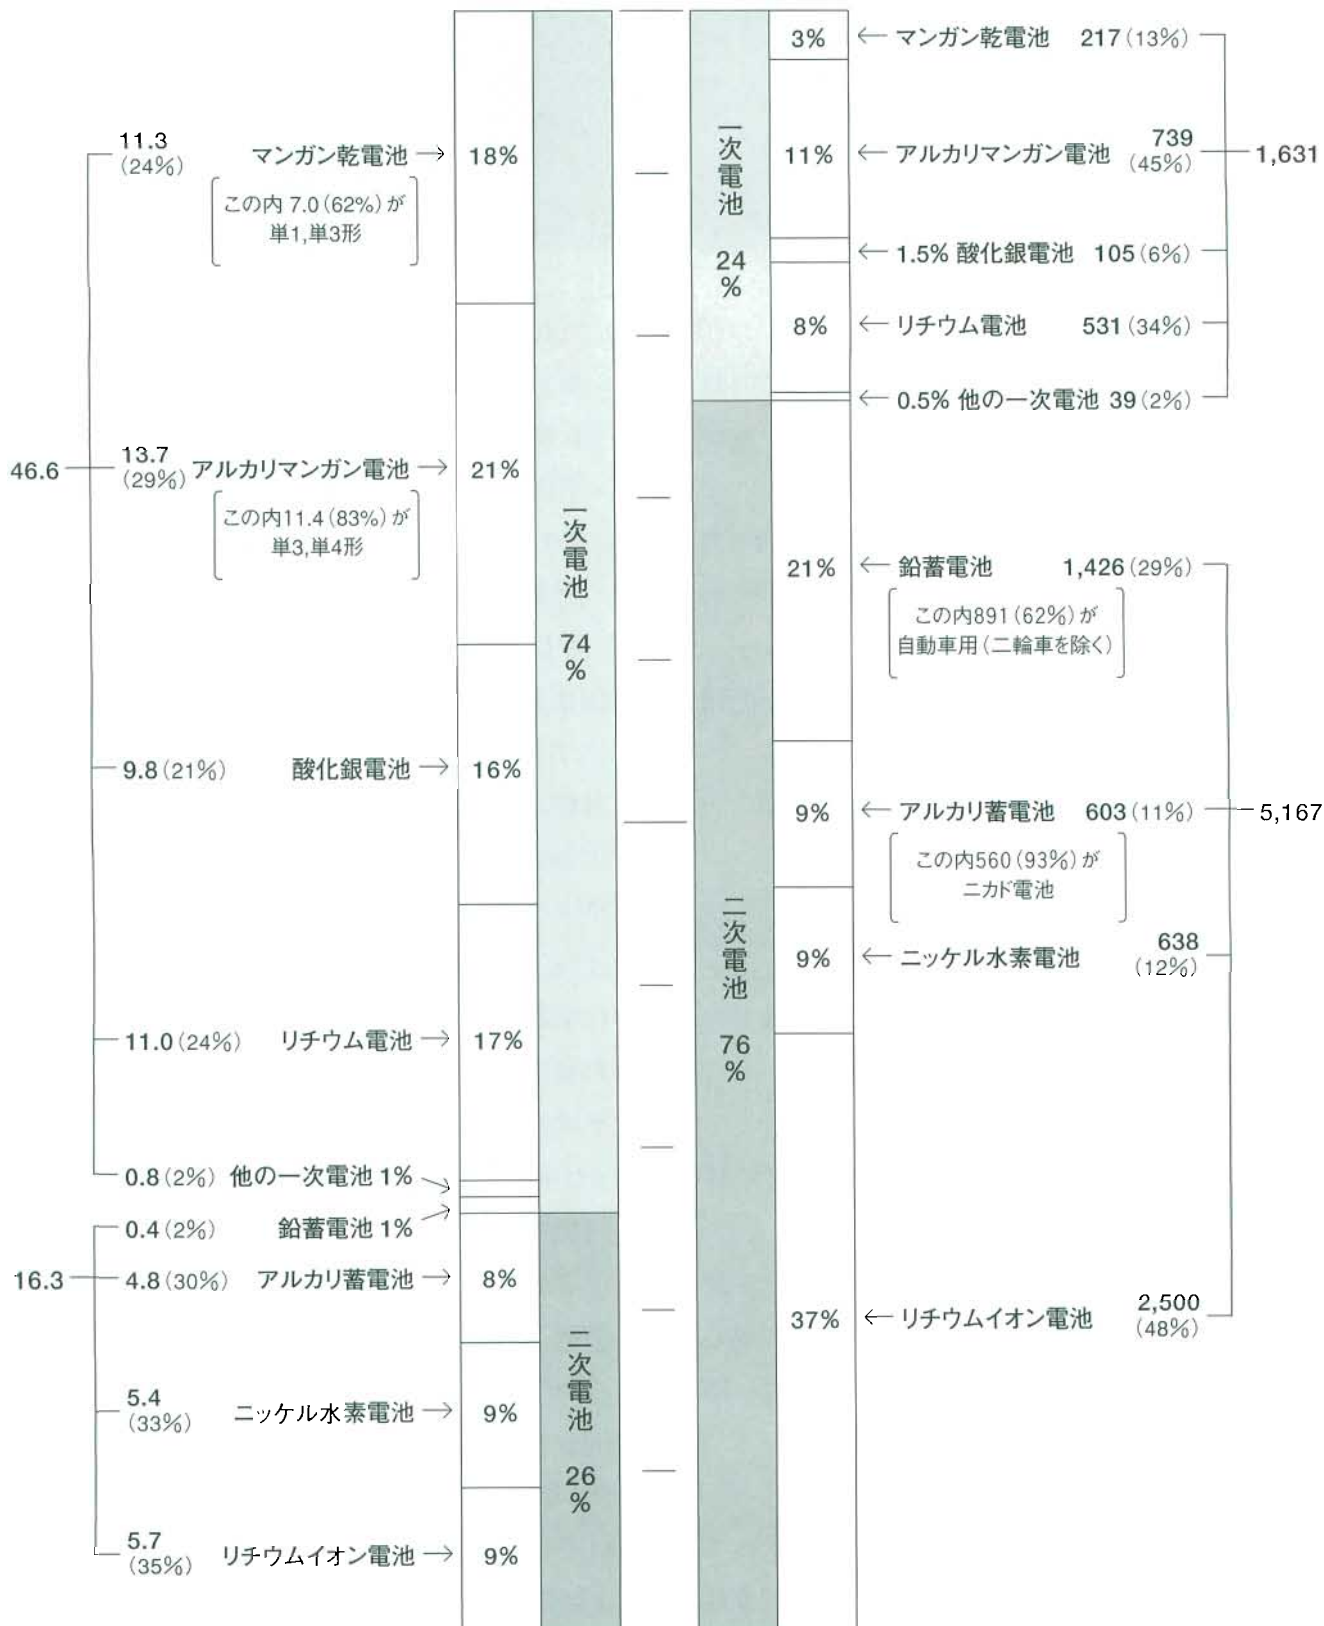 46.6
11.3
(24%)
マンガン乾電池 → 18%
この内 7.0(62%)が
単1,単3形
13.7
(29%)
アルカリマンガン電池 → 21%
この内11.4(83%)が
単3,単4形
9.8(21%) 酸化銀電池 → 16%
11.0(24%) リチウム電池 → 17%
0.8(2%) 他の一次電池 1%
一次電池
74
%
16.3
0.4(2%) 鉛蓄電池 1%
4.8(30%) アルカリ蓄電池 → 8%
5.4
(33%)
ニッケル水素電池 → 9%
5.7
(35%)
リチウムイオン電池 → 9%
二次電池
26
%
一次電池
24
%
3% ← マンガン乾電池 217(13%)
11% ← アルカリマンガン電池
739
(45%)
1,631
← 1.5% 酸化銀電池 105(6%)
8% ← リチウム電池 531(34%)
← 0.5% 他の一次電池 39(2%)
二次電池
76
%
21% ← 鉛蓄電池 1,426(29%)
この内891(62%)が
自動車用(二輪車を除く)
9% ← アルカリ蓄電池 603(11%)
5,167
この内560(93%)が
ニカド電池
9% ← ニッケル水素電池
638
(12%)
37% ← リチウムイオン電池
2,500
(48%)